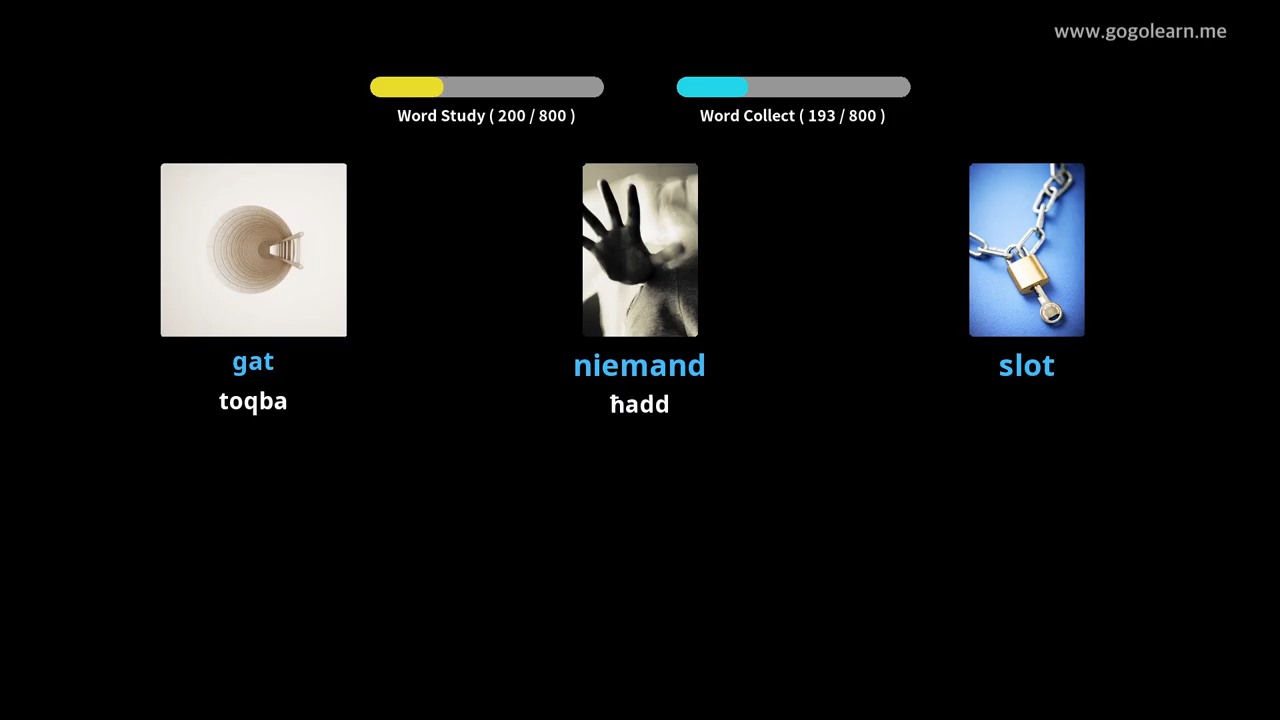 www.gogolearn.me
Word Study ( 200 / 800 )
Word Collect ( 193 / 800 )
gat
toqba
niemand
ħadd
slot